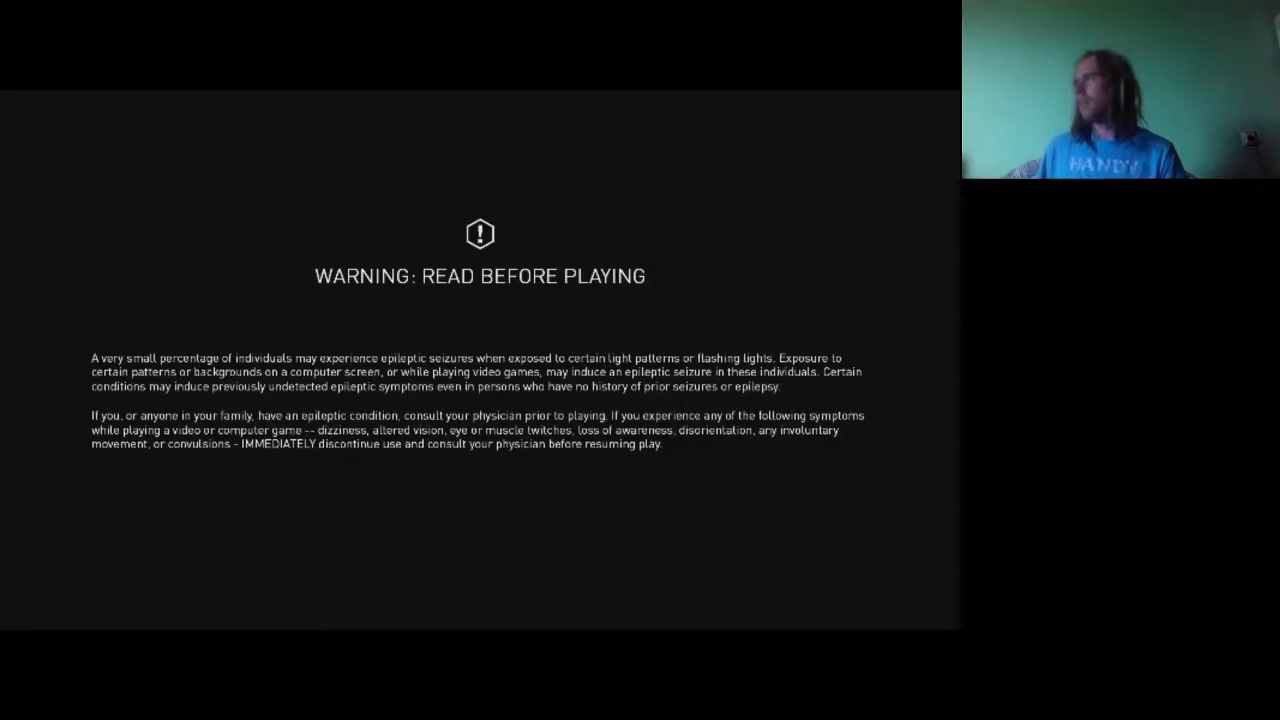 HANDY
!
WARNING: READ BEFORE PLAYING
A very small percentage of individuals may experience epileptic seizures when exposed to certain light patterns or flashing lights. Exposure to
certain patterns or backgrounds on a computer screen, or while playing video games, may induce an epileptic seizure in these individuals. Certain
conditions may induce previously undetected epileptic symptoms even in persons who have no history of prior seizures or epilepsy.
If you, or anyone in your family, have an epileptic condition, consult your physician prior to playing. If you experience any of the following symptoms
while playing a video or computer game -- dizziness, altered vision, eye or muscle twitches, loss of awareness, disorientation, any involuntary
movement, or convulsions - IMMEDIATELY discontinue use and consult your physician before resuming play.